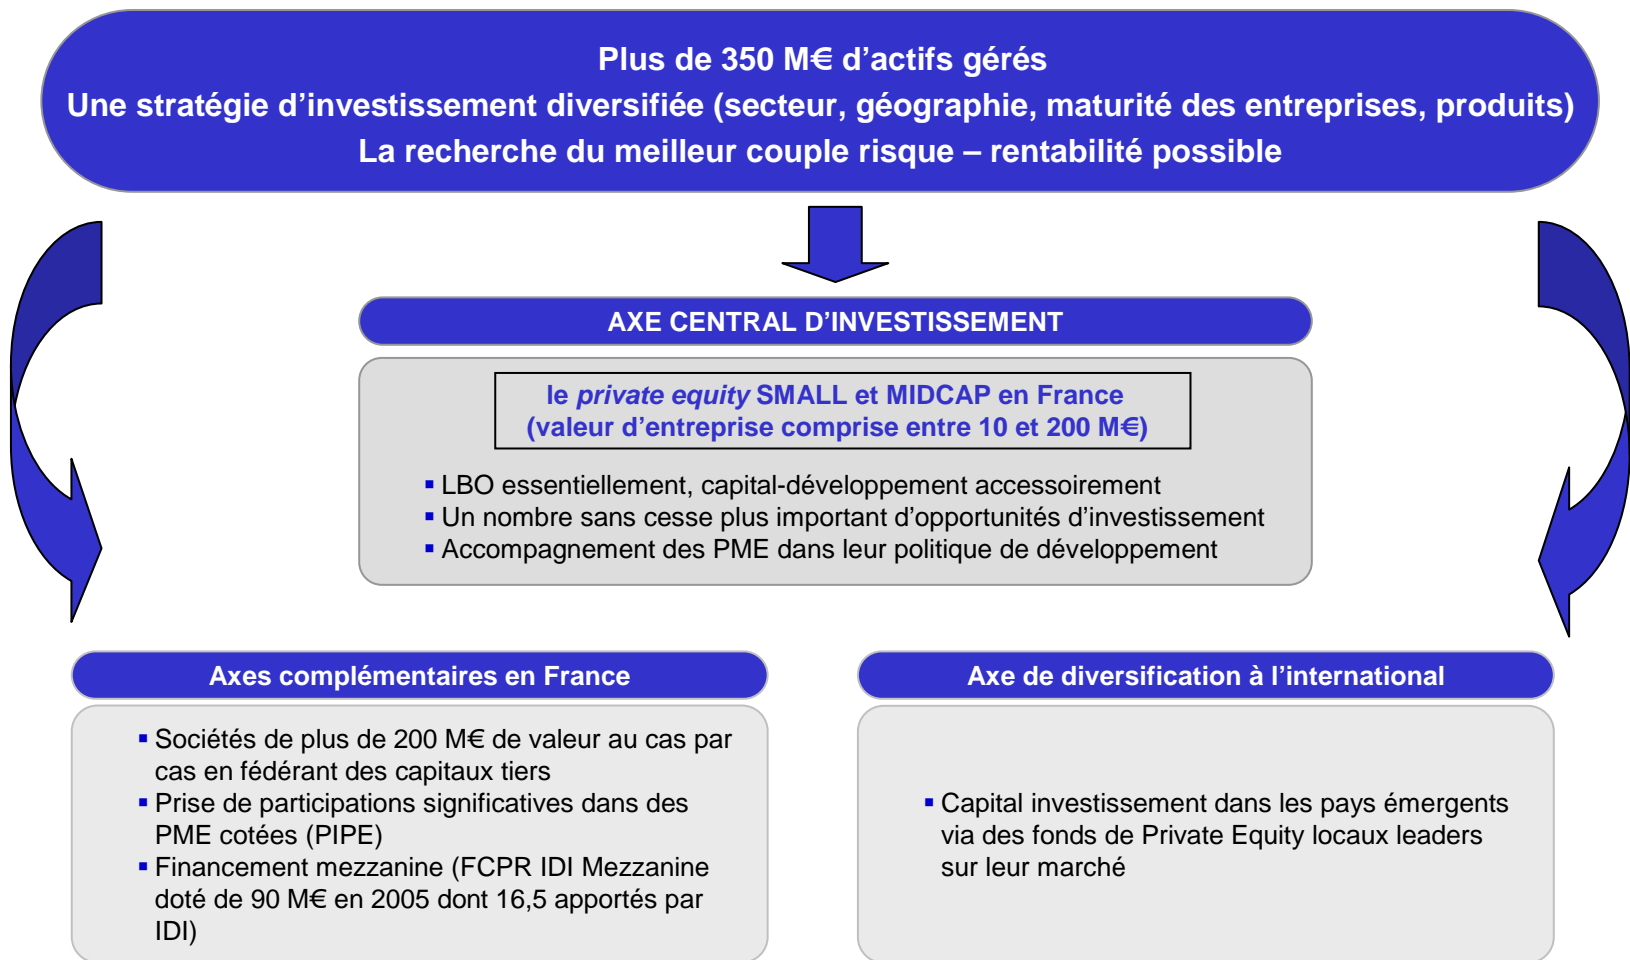 Plus de 350 M€ d’actifs gérés
Une stratégie d’investissement diversifiée (secteur, géographie, maturité des entreprises, produits)
La recherche du meilleur couple risque – rentabilité possible
AXE CENTRAL D’INVESTISSEMENT
le private equity SMALL et MIDCAP en France
(valeur d’entreprise comprise entre 10 et 200 M€)
▪ LBO essentiellement, capital-développement accessoirement
▪ Un nombre sans cesse plus important d’opportunités d’investissement
▪ Accompagnement des PME dans leur politique de développement
Axes complémentaires en France
▪ Sociétés de plus de 200 M€ de valeur au cas par
cas en fédérant des capitaux tiers
▪ Prise de participations significatives dans des
PME cotées (PIPE)
▪ Financement mezzanine (FCPR IDI Mezzanine
doté de 90 M€ en 2005 dont 16,5 apportés par
IDI)
Axe de diversification à l’international
▪ Capital investissement dans les pays émergents
via des fonds de Private Equity locaux leaders
sur leur marché